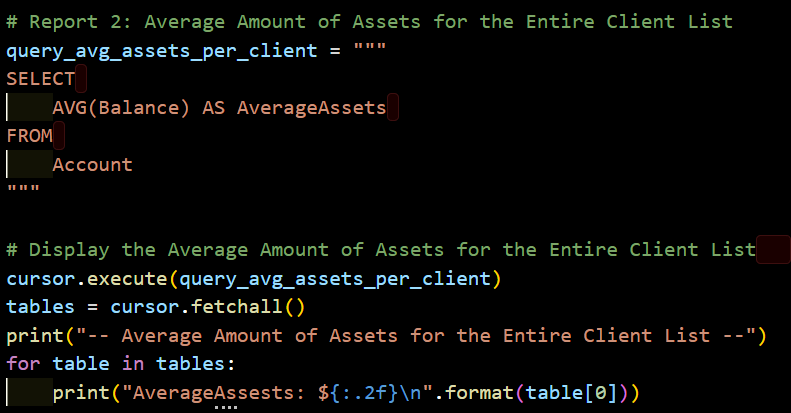 # Report 2: Average Amount of Assets for the Entire Client List
query_avg_assets_per_client = """
SELECT
    AVG(Balance) AS AverageAssets
FROM
    Account
"""

# Display the Average Amount of Assets for the Entire Client List
cursor.execute(query_avg_assets_per_client)
tables = cursor.fetchall()
print("-- Average Amount of Assets for the Entire Client List --")
for table in tables:
    print("AverageAssests: ${:.2f}\n".format(table[0]))